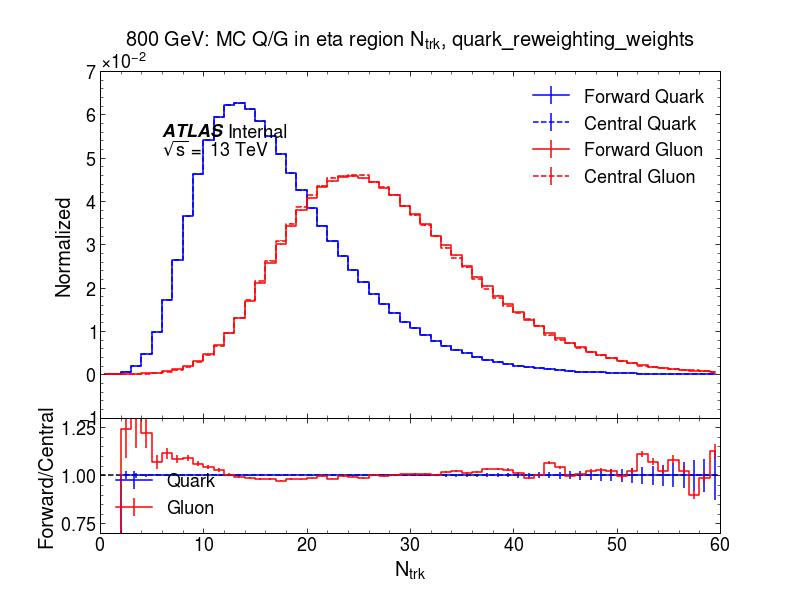 800 GeV: MC Q/G in eta region N_trk, quark_reweighting_weights
×10⁻²
7
6
5
4
3
2
1
0
−1
Normalized
ATLAS Internal
√s = 13 TeV
Forward Quark
Central Quark
Forward Gluon
Central Gluon
1.25
1.00
0.75
Forward/Central
Quark
Gluon
0 10 20 30 40 50 60
N_trk